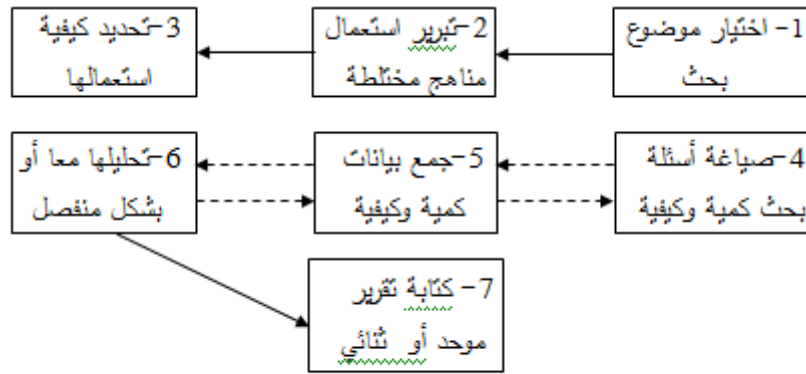 1- اختيار موضوع
بحث
2-تبرير استعمال
مناهج مختلطة
3-تحديد كيفية
استعمالها
4-صياغة أسئلة
بحث كمية وكيفية
5-جمع بيانات
كمية وكيفية
6-تحليلها معا أو
بشكل منفصل
7- كتابة تقرير
موحد أو ثنائي